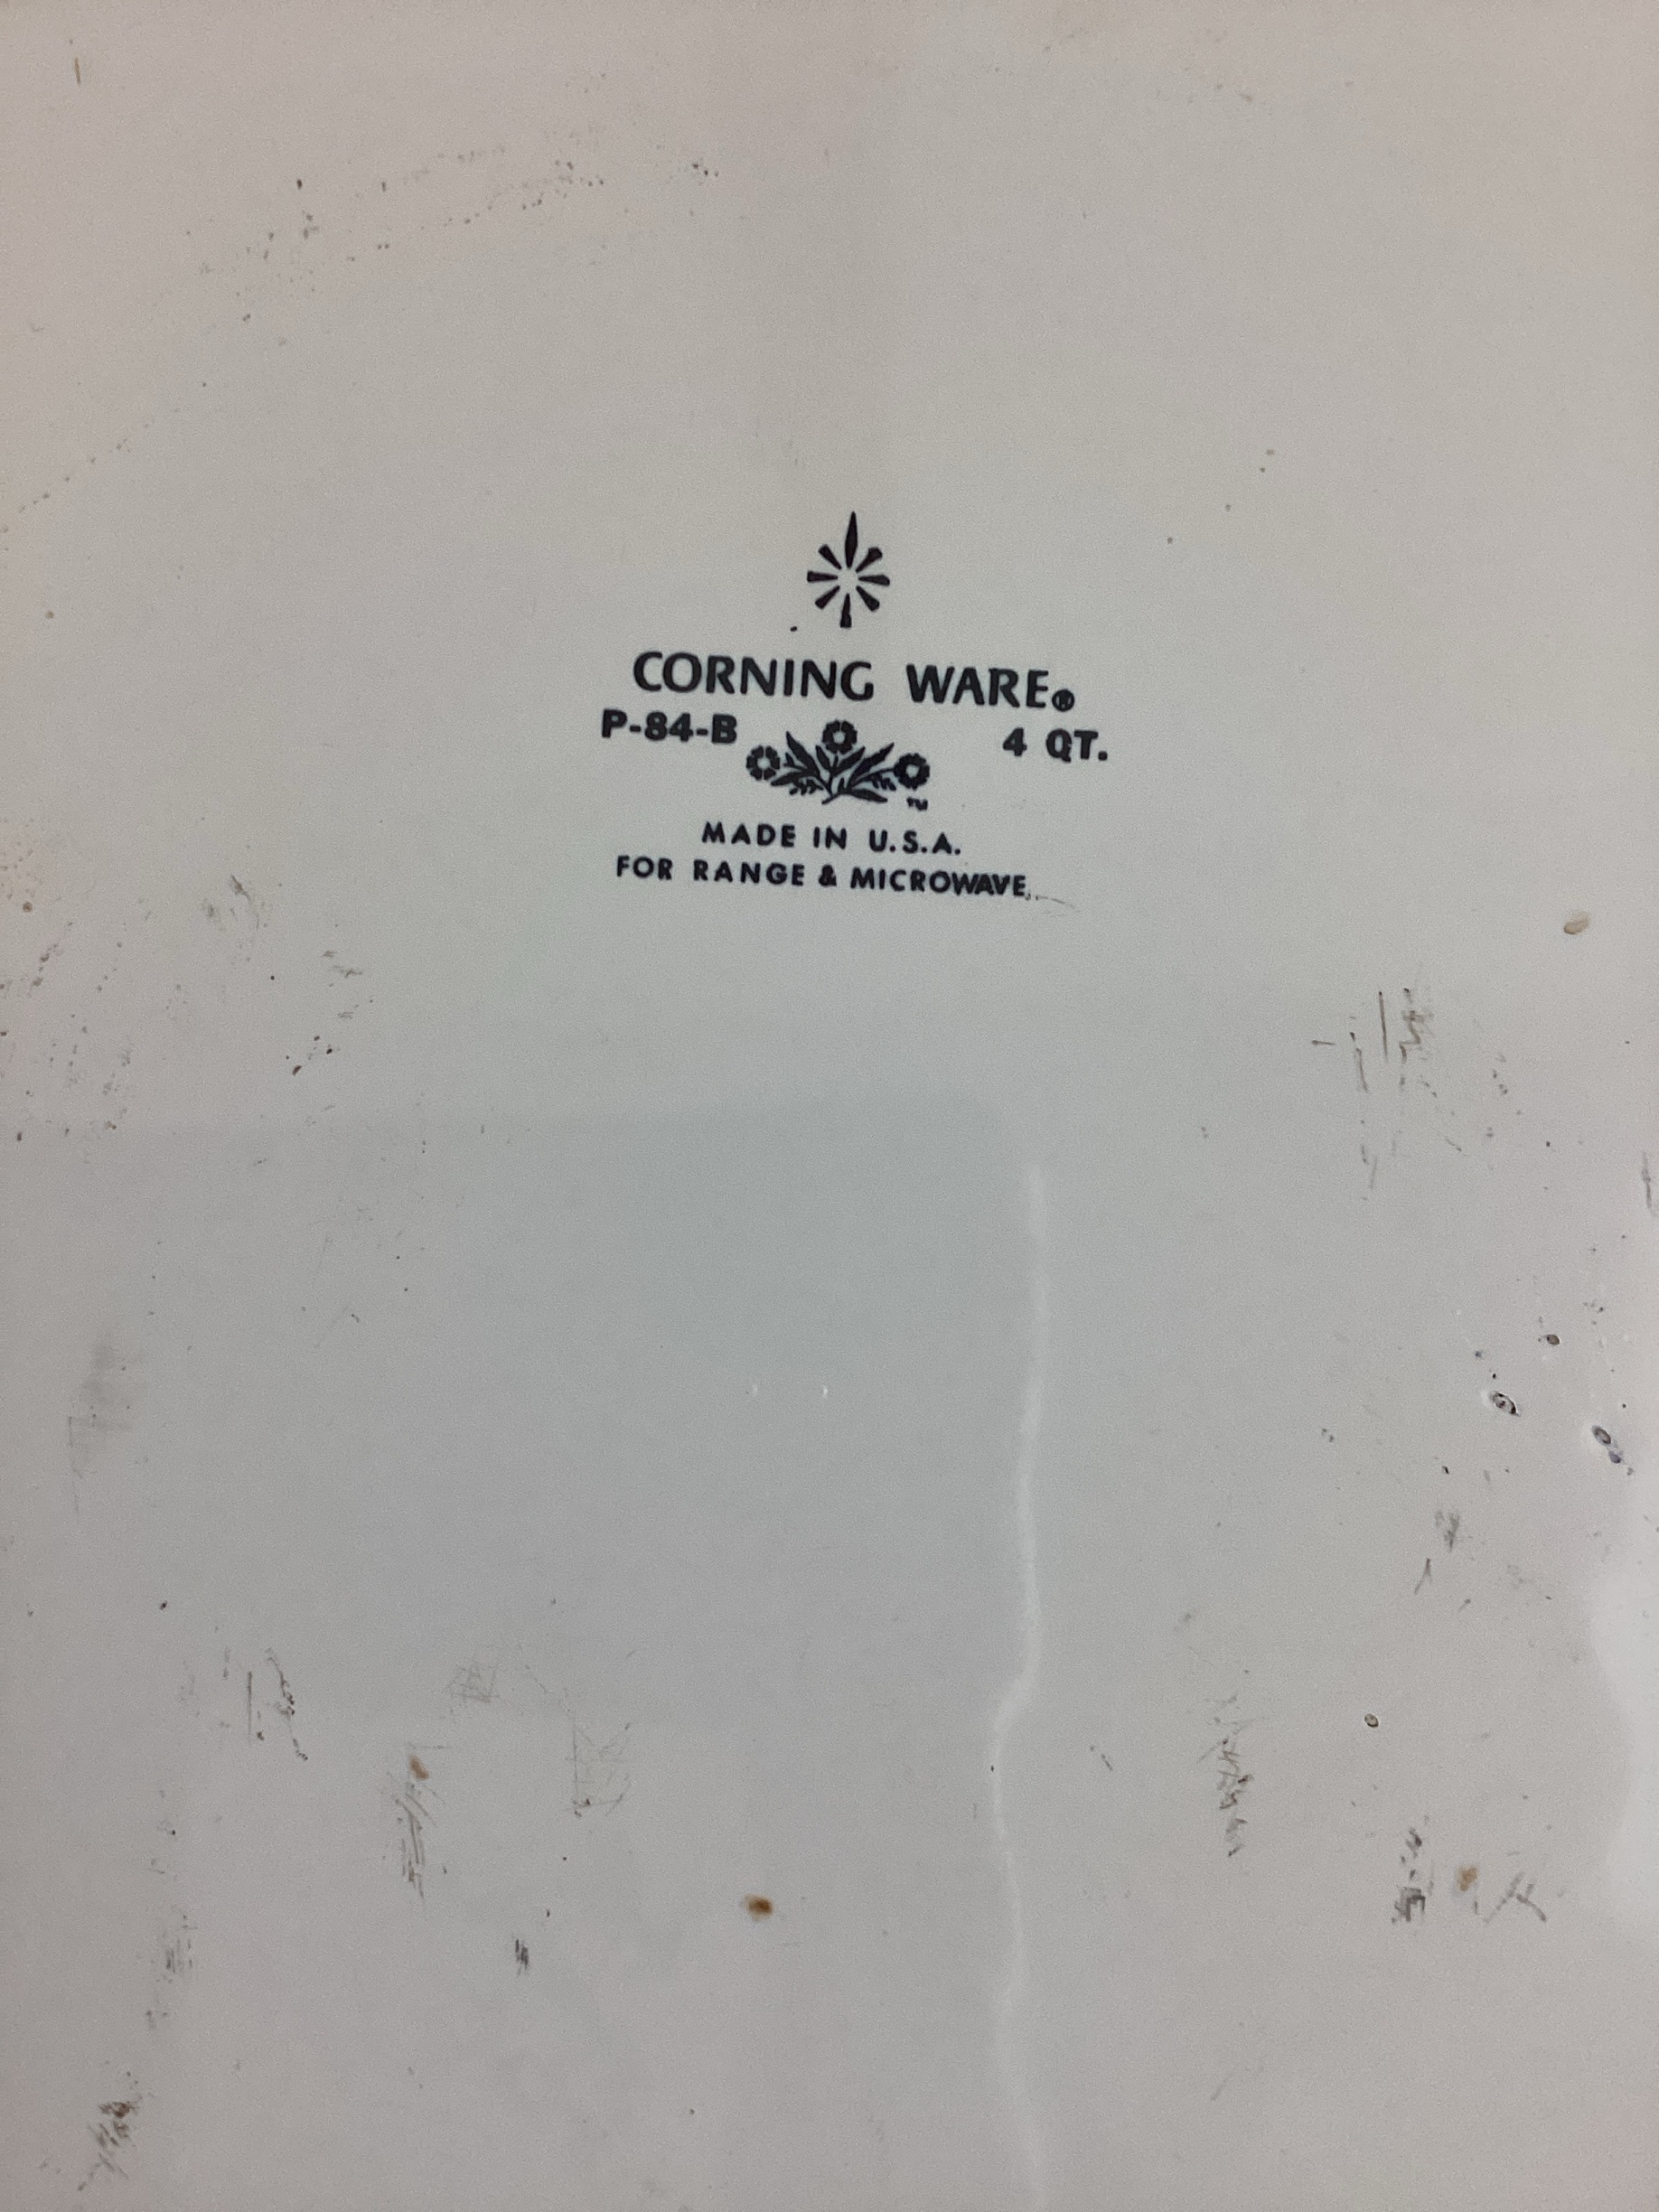 CORNING WARE®
P-84-B 4 QT.
TM
MADE IN U.S.A.
FOR RANGE & MICROWAVE